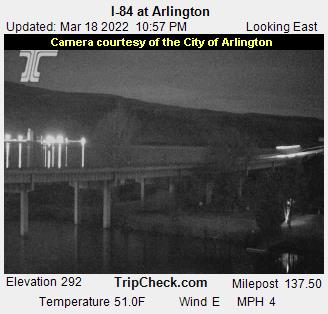 I-84 at Arlington
Updated: Mar 18 2022 10:57 PM Looking East
Camera courtesy of the City of Arlington
Elevation 292 TripCheck.com Milepost 137.50
Temperature 51.0F Wind E MPH 4